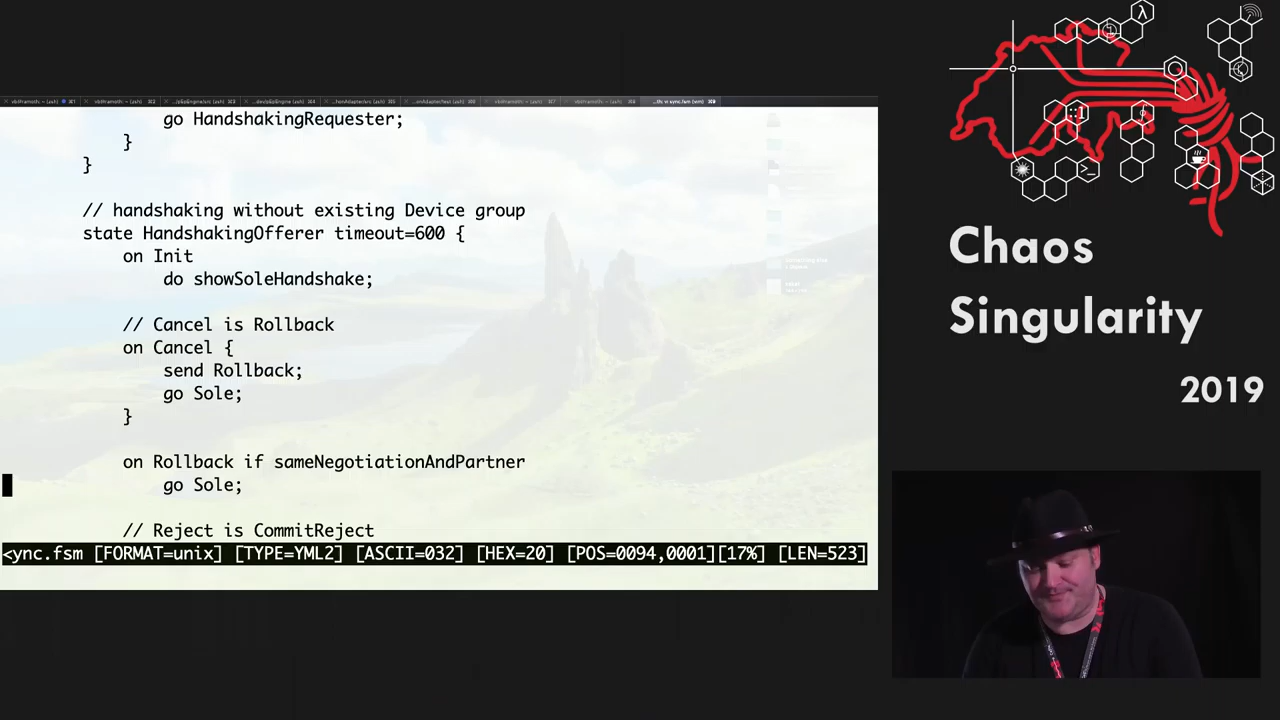 go HandshakingRequester;
}
}
// handshaking without existing Device group
state HandshakingOfferer timeout=600 {
on Init
do showSoleHandshake;
// Cancel is Rollback
on Cancel {
send Rollback;
go Sole;
}
on Rollback if sameNegotiationAndPartner
go Sole;
// Reject is CommitReject
<ync.fsm [FORMAT=unix] [TYPE=YML2] [ASCII=032] [HEX=20] [POS=0094,0001][17%] [LEN=523]
Chaos
Singularity
2019